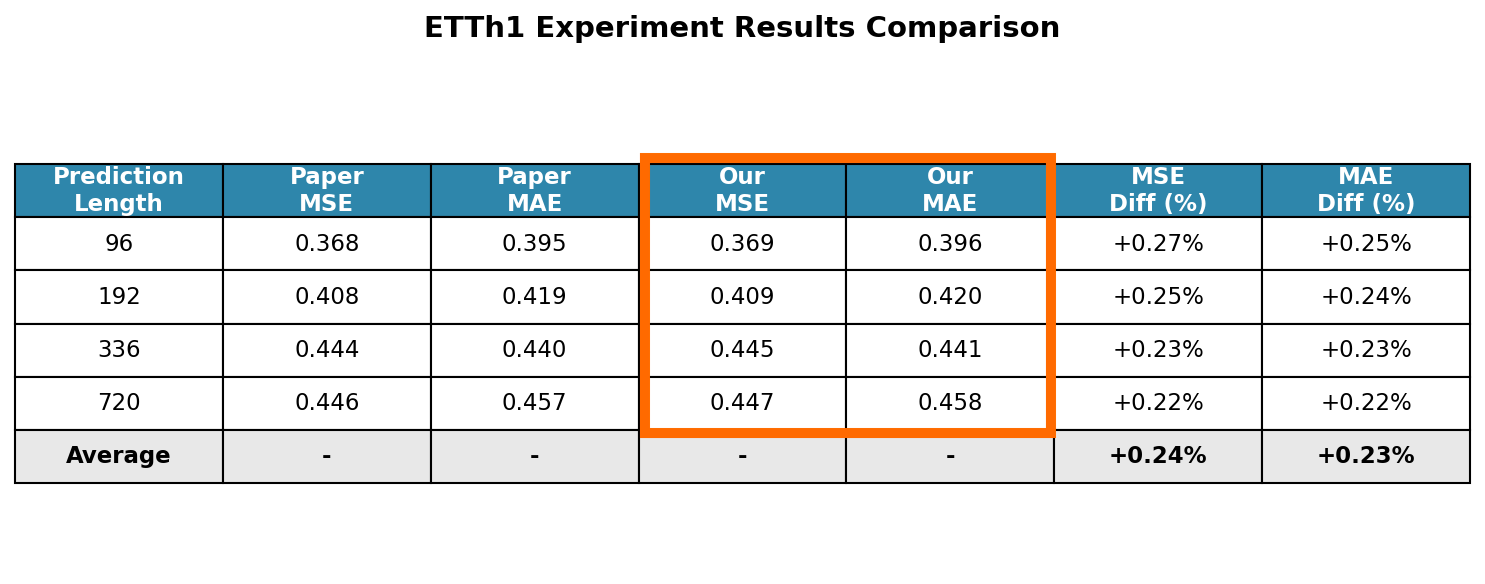 ETTh1 Experiment Results Comparison
Prediction Length Paper MSE Paper MAE Our MSE Our MAE MSE Diff (%) MAE Diff (%)
96 0.368 0.395 0.369 0.396 +0.27% +0.25%
192 0.408 0.419 0.409 0.420 +0.25% +0.24%
336 0.444 0.440 0.445 0.441 +0.23% +0.23%
720 0.446 0.457 0.447 0.458 +0.22% +0.22%
Average - - - - +0.24% +0.23%